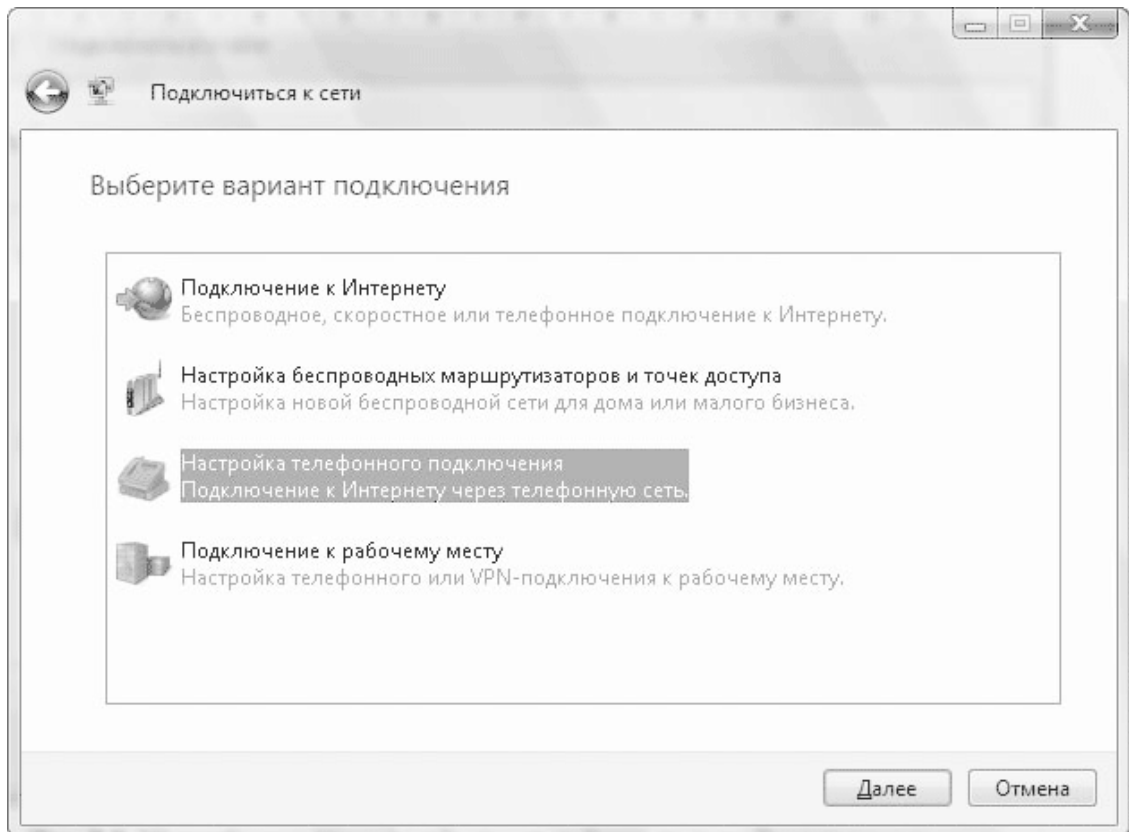 Подключиться к сети
Выберите вариант подключения
Подключение к Интернету
Беспроводное, скоростное или телефонное подключение к Интернету.
Настройка беспроводных маршрутизаторов и точек доступа
Настройка новой беспроводной сети для дома или малого бизнеса.
Настройка телефонного подключения
Подключение к Интернету через телефонную сеть.
Подключение к рабочему месту
Настройка телефонного или VPN-подключения к рабочему месту.
Далее
Отмена